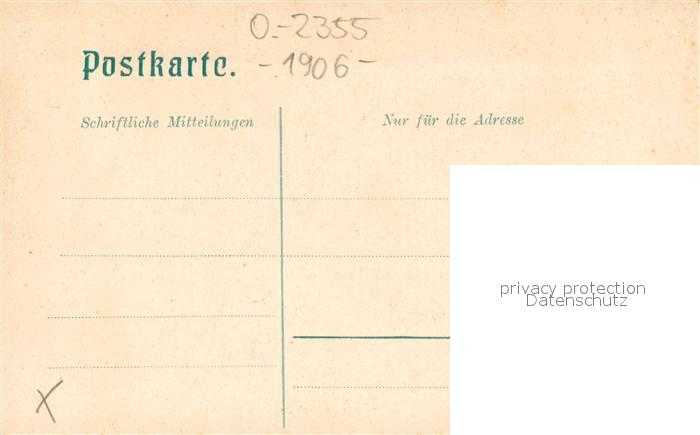 O.-2355
Postkarte. -1906-
Schriftliche Mitteilungen
Nur für die Adresse
privacy protection
Datenschutz
X